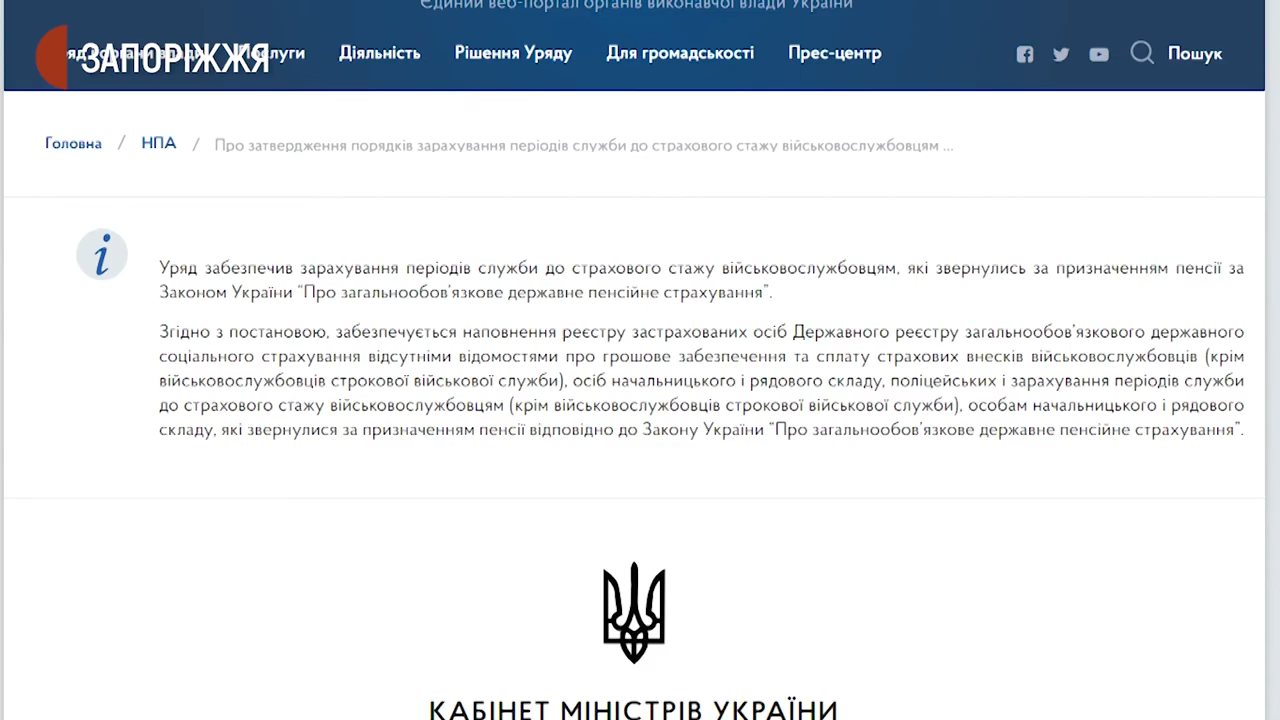 Єдиний веб-портал органів виконавчої влади України
ЗАПОРІЖЖЯ
Послуги
Діяльність
Рішення Уряду
Для громадськості
Прес-центр
Пошук
Головна / НПА / Про затвердження порядків зарахування періодів служби до страхового стажу військовослужбовцям ...
Уряд забезпечив зарахування періодів служби до страхового стажу військовослужбовцям, які звернулись за призначенням пенсії за
Законом України “Про загальнообов’язкове державне пенсійне страхування”.
Згідно з постановою, забезпечується наповнення реєстру застрахованих осіб Державного реєстру загальнообов’язкового державного
соціального страхування відсутніми відомостями про грошове забезпечення та сплату страхових внесків військовослужбовців (крім
військовослужбовців строкової військової служби), осіб начальницького і рядового складу, поліцейських і зарахування періодів служби
до страхового стажу військовослужбовцям (крім військовослужбовців строкової військової служби), особам начальницького і рядового
складу, які звернулися за призначенням пенсії відповідно до Закону України “Про загальнообов’язкове державне пенсійне страхування”.
КАБІНЕТ МІНІСТРІВ УКРАЇНИ